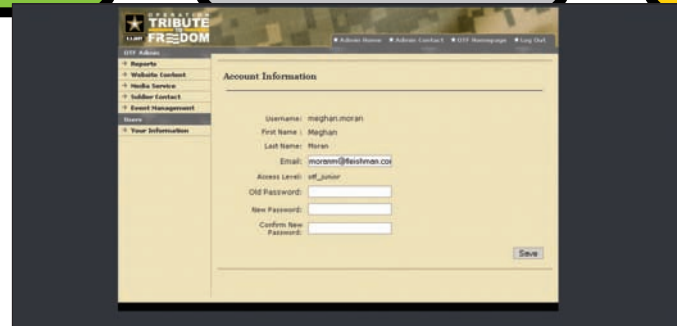 OPERATION
TRIBUTE
TO
FREEDOM
U.S. ARMY
Admin Home Admin Contact OTF Homepage Log Out
OTF Admin
Reports
Website Content
Media Service
Soldier Contact
Event Management
Users
Your Information
Account Information
Username: meghan.moran
First Name : Meghan
Last Name: Moran
Email: moranm@fleishman.com
Access Level: otf_junior
Old Password:
New Password:
Confirm New
Password:
Save